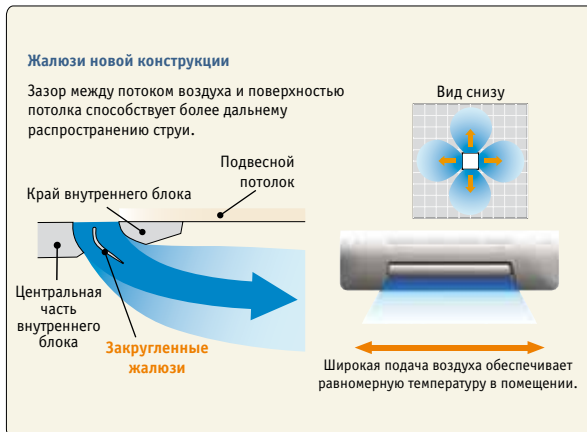 Жалюзи новой конструкции
Зазор между потоком воздуха и поверхностью
потолка способствует более дальнему
распространению струи.
Подвесной
потолок
Край внутреннего блока
Центральная
часть
внутреннего
блока
Закругленные
жалюзи
Вид снизу
Широкая подача воздуха обеспечивает
равномерную температуру в помещении.